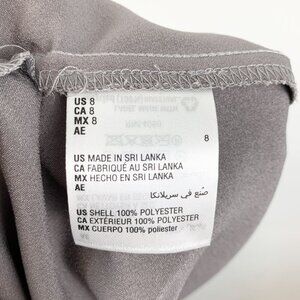 US 8
CA 8
MX 8
AE
8
US MADE IN SRI LANKA
CA FABRIQUÉ AU SRI LANKA
MX HECHO EN SRI LANKA
AE
صنع في سريلانكا
US SHELL 100% POLYESTER
CA EXTÉRIEUR 100% POLYESTER
MX CUERPO 100% poliester